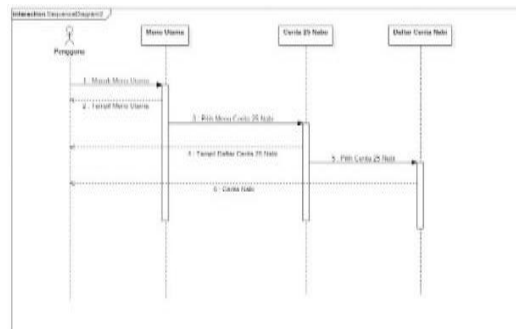 interaction SequenceDiagram2
Pengguna
Menu Utama
Cerita 25 Nabi
Daftar Cerita Nabi
1 : Masuk Menu Utama
2 : Tampil Menu Utama
3 : Pilih Menu Cerita 25 Nabi
4 : Tampil Daftar Cerita 25 Nabi
5 : Pilih Cerita 25 Nabi
6 : Cerita Nabi